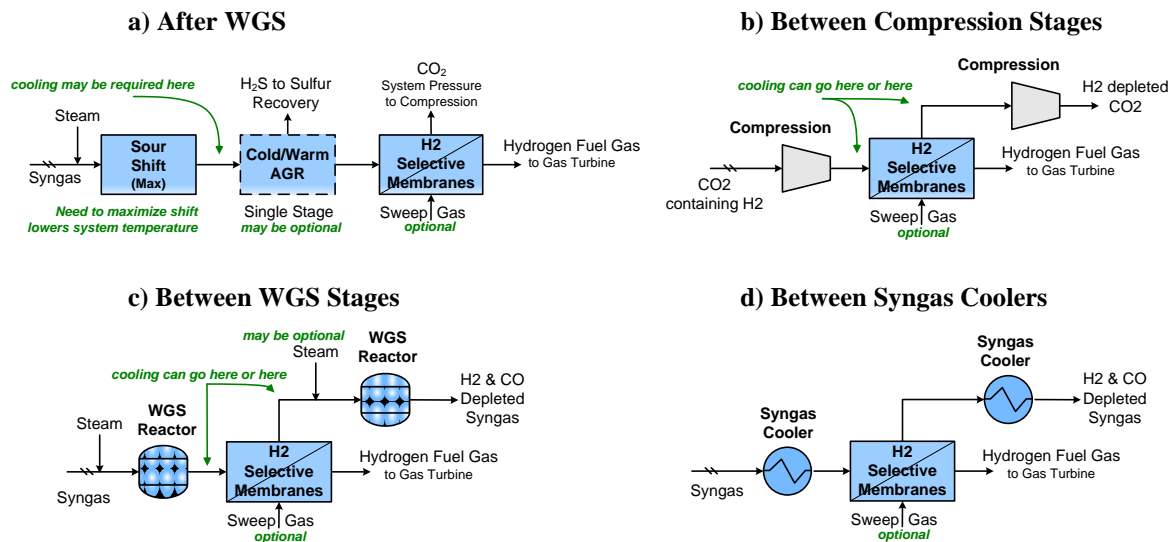 a) After WGS
cooling may be required here
Steam
Syngas
Sour
Shift
(Max)
Need to maximize shift
lowers system temperature
H₂S to Sulfur
Recovery
Cold/Warm
AGR
Single Stage
may be optional
CO₂
System Pressure
to Compression
H2
Selective
Membranes
Sweep Gas
optional
Hydrogen Fuel Gas
to Gas Turbine
b) Between Compression Stages
cooling can go here or here
Compression
H2 depleted
CO2
Compression
CO2
containing H2
H2
Selective
Membranes
Sweep Gas
optional
Hydrogen Fuel Gas
to Gas Turbine
c) Between WGS Stages
may be optional
Steam
WGS
Reactor
cooling can go here or here
H2 & CO
Depleted
Syngas
Steam
WGS
Reactor
Syngas
H2
Selective
Membranes
Sweep Gas
optional
Hydrogen Fuel Gas
to Gas Turbine
d) Between Syngas Coolers
Syngas
Cooler
H2 & CO
Depleted
Syngas
Syngas
Cooler
Syngas
H2
Selective
Membranes
Sweep Gas
optional
Hydrogen Fuel Gas
to Gas Turbine